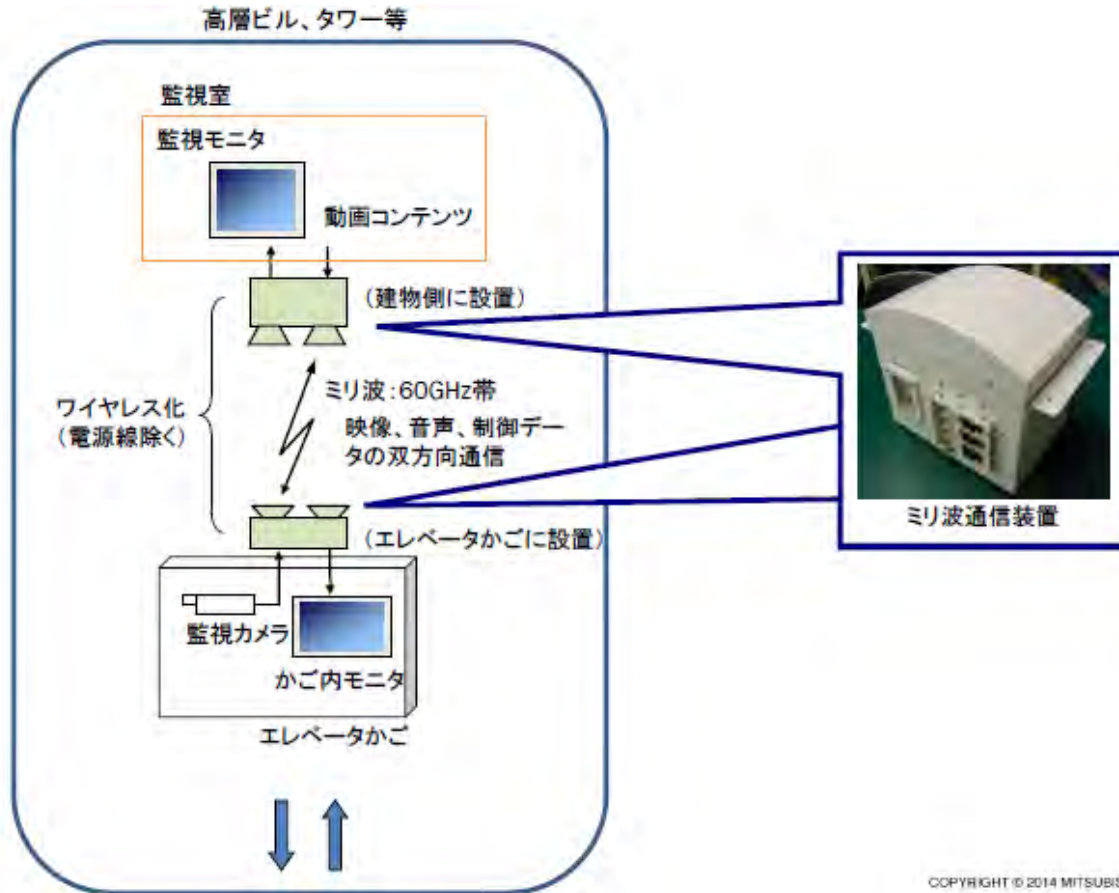 高層ビル、タワー等
監視室
監視モニタ
動画コンテンツ
(建物側に設置)
ミリ波:60GHz帯
ワイヤレス化
(電源線除く)
映像、音声、制御デー
タの双方向通信
ミリ波通信装置
(エレベータかごに設置)
監視カメラ
かご内モニタ
エレベータかご
COPYRIGHT © 2014